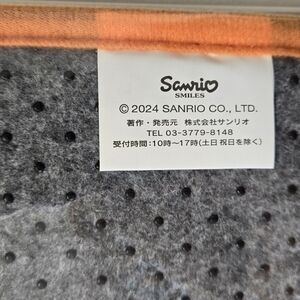 Sanrio
SMILES
© 2024 SANRIO CO., LTD.
著作・発売元 株式会社サンリオ
TEL 03-3779-8148
受付時間:10時〜17時(土日祝日を除く)